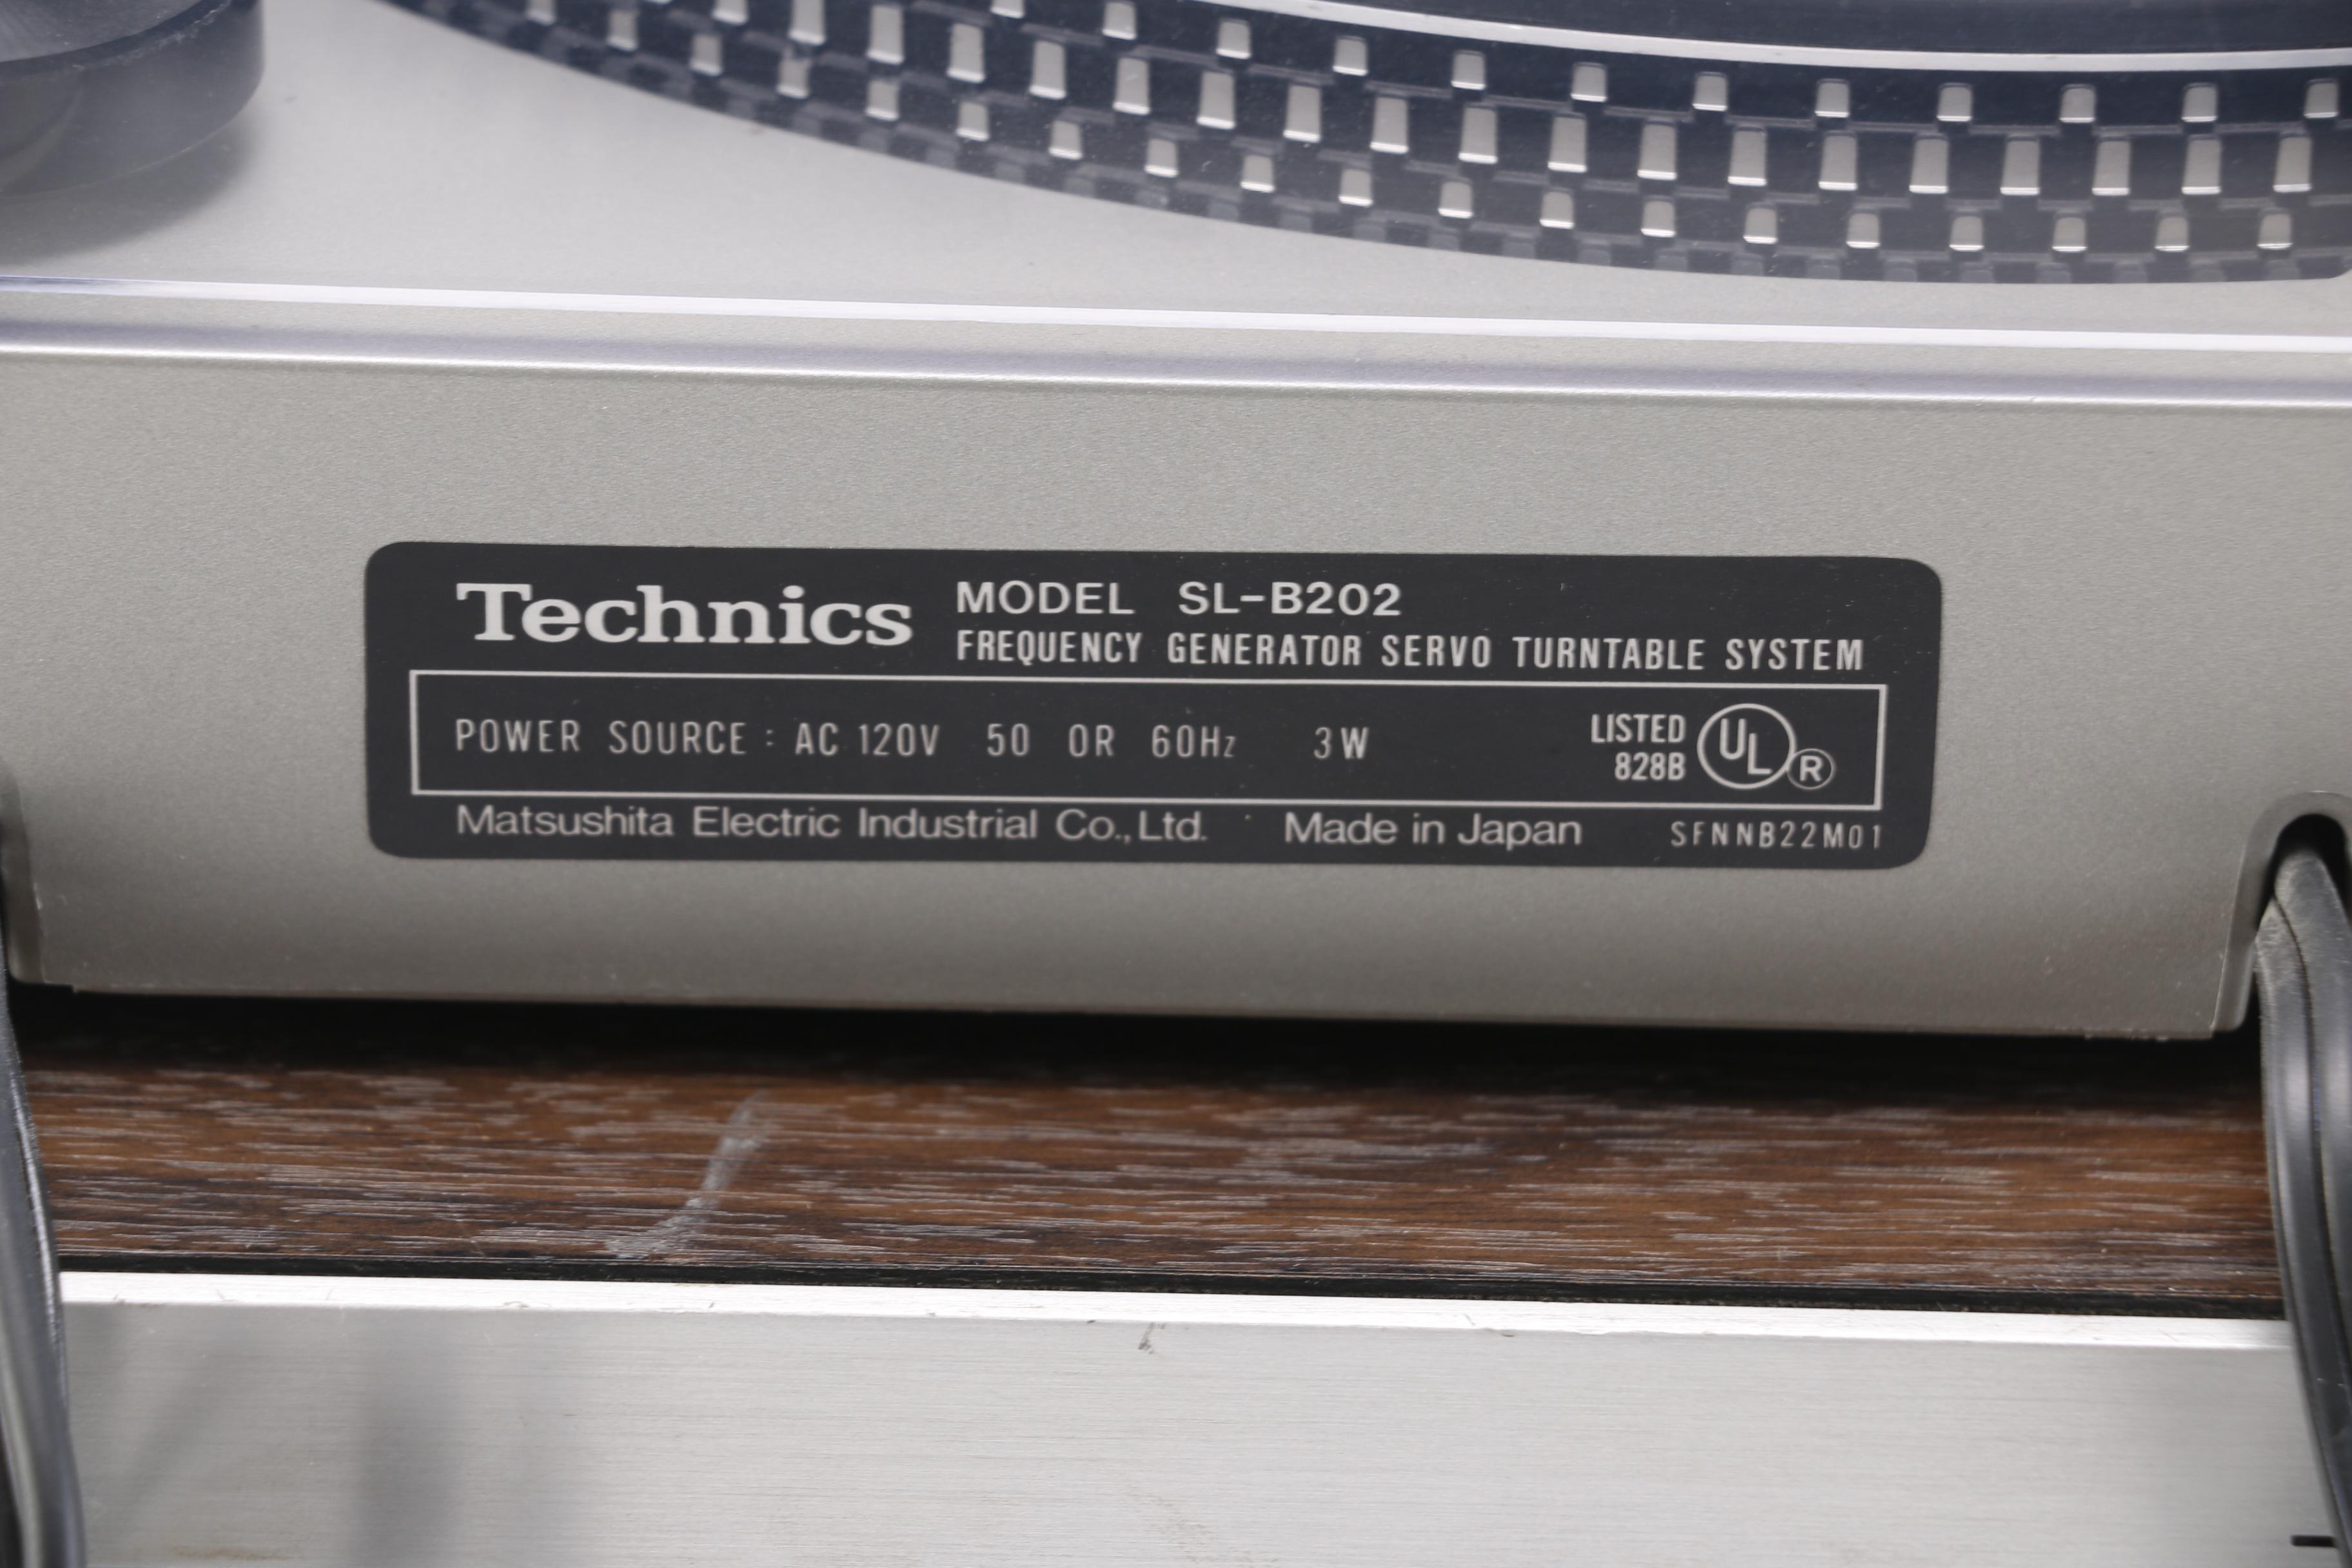 Technics MODEL SL-B202
FREQUENCY GENERATOR SERVO TURNTABLE SYSTEM
POWER SOURCE : AC 120V 50 OR 60Hz 3W
LISTED
828B
UL ®
Matsushita Electric Industrial Co., Ltd. Made in Japan SFNNB22M01